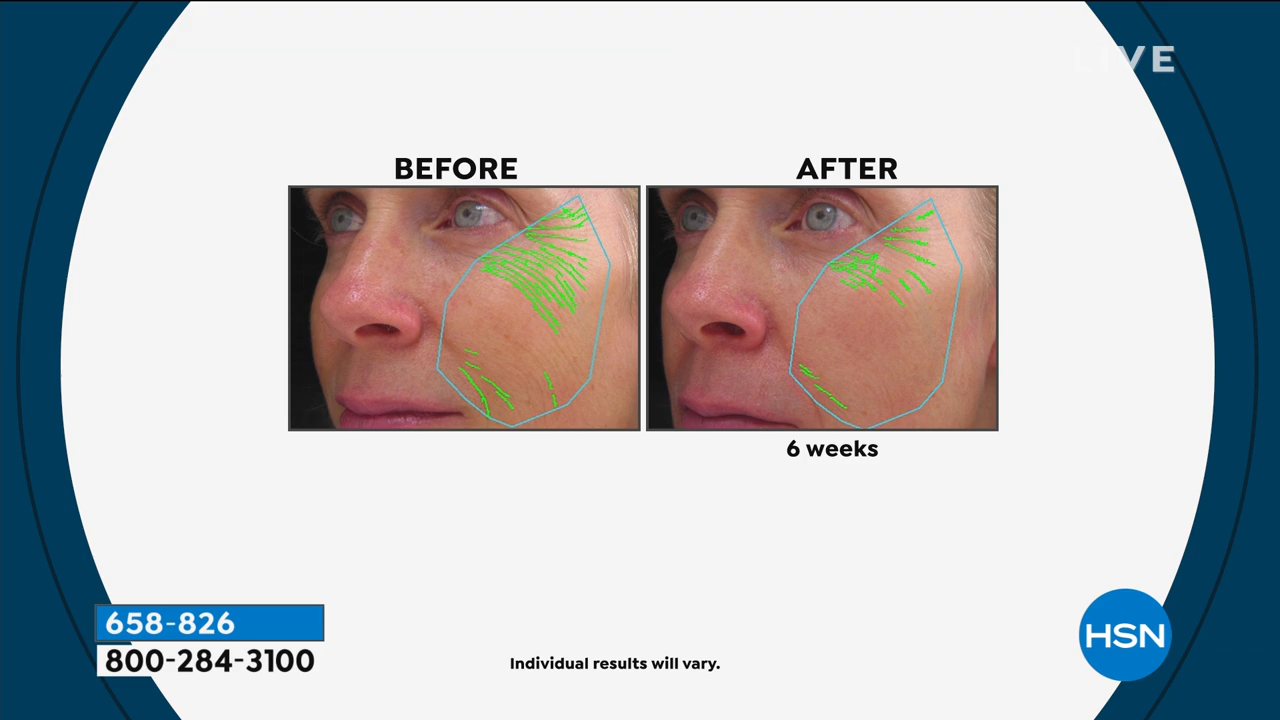 LIVE
BEFORE
AFTER
6 weeks
658-826
800-284-3100
Individual results will vary.
HSN